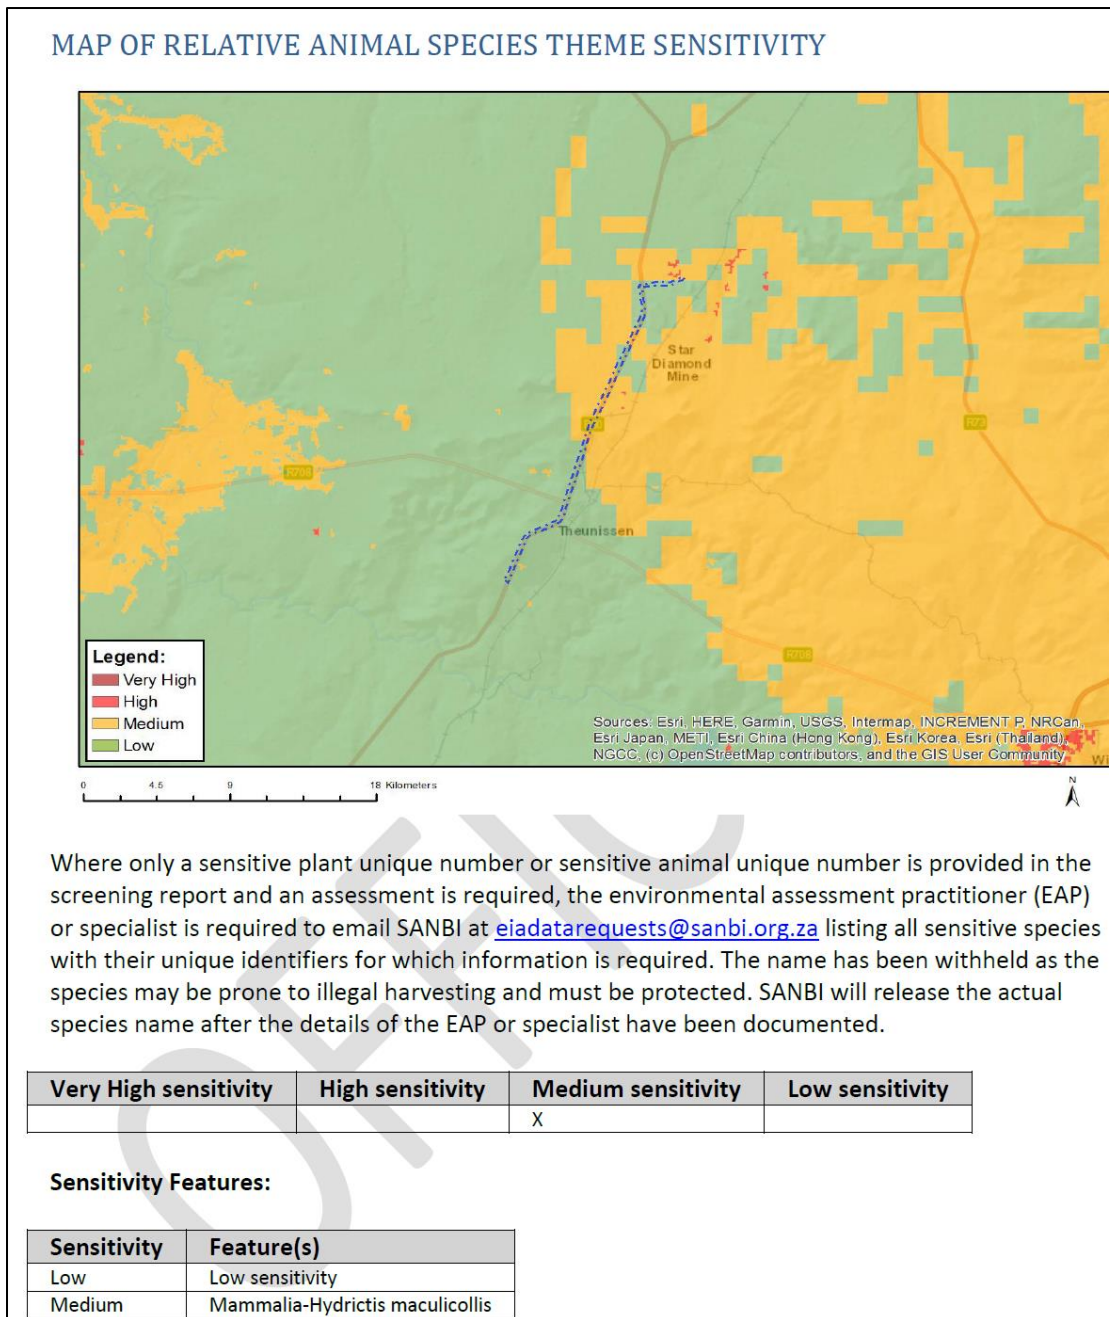 MAP OF RELATIVE ANIMAL SPECIES THEME SENSITIVITY
Star
Diamond
Mine
R73
R708
Theunissen
R708
Legend:
Very High
High
Medium
Low
Sources: Esri, HERE, Garmin, USGS, Intermap, INCREMENT P, NRCan,
Esri Japan, METI, Esri China (Hong Kong), Esri Korea, Esri (Thailand),
NGCC, (c) OpenStreetMap contributors, and the GIS User Community
Wi
0 4.5 9 18 Kilometers
N
Where only a sensitive plant unique number or sensitive animal unique number is provided in the
screening report and an assessment is required, the environmental assessment practitioner (EAP)
or specialist is required to email SANBI at eiadatarequests@sanbi.org.za listing all sensitive species
with their unique identifiers for which information is required. The name has been withheld as the
species may be prone to illegal harvesting and must be protected. SANBI will release the actual
species name after the details of the EAP or specialist have been documented.
Very High sensitivity High sensitivity Medium sensitivity Low sensitivity
X
Sensitivity Features:
Sensitivity Feature(s)
Low Low sensitivity
Medium Mammalia-Hydrictis maculicollis
OFFIC